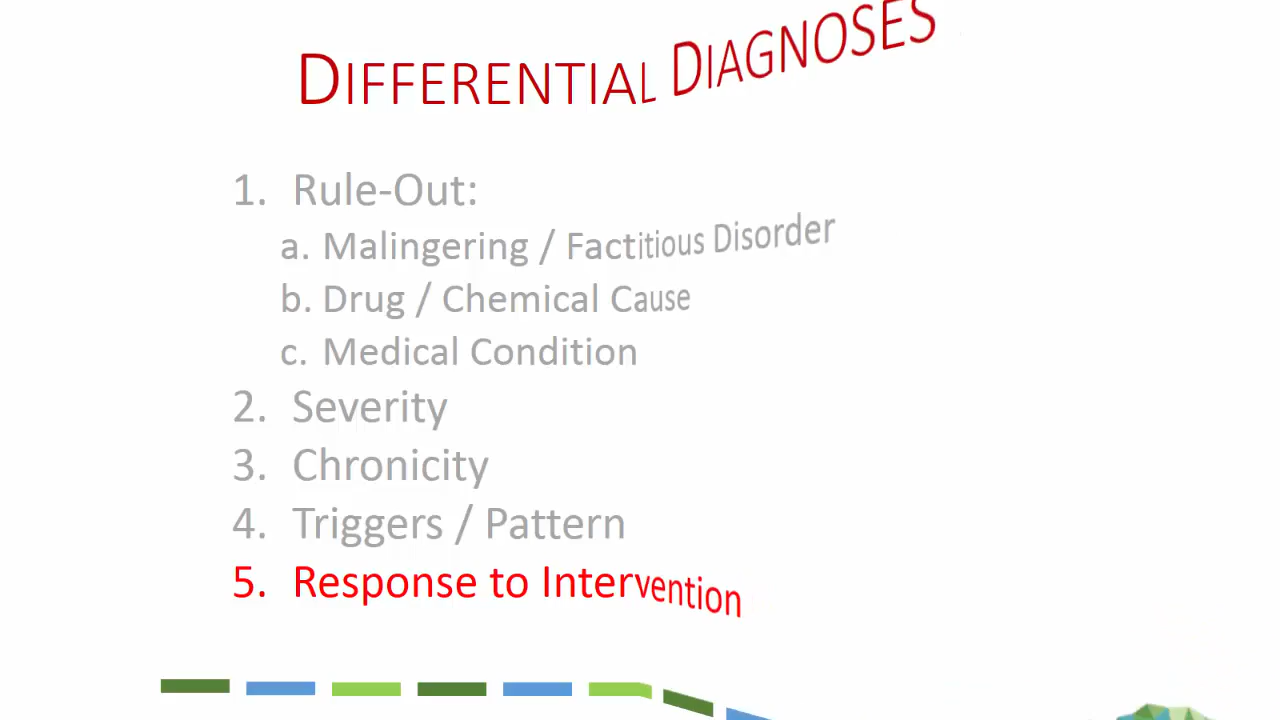 DIFFERENTIAL DIAGNOSES
1. Rule-Out:
a. Malingering / Factitious Disorder
b. Drug / Chemical Cause
c. Medical Condition
2. Severity
3. Chronicity
4. Triggers / Pattern
5. Response to Intervention